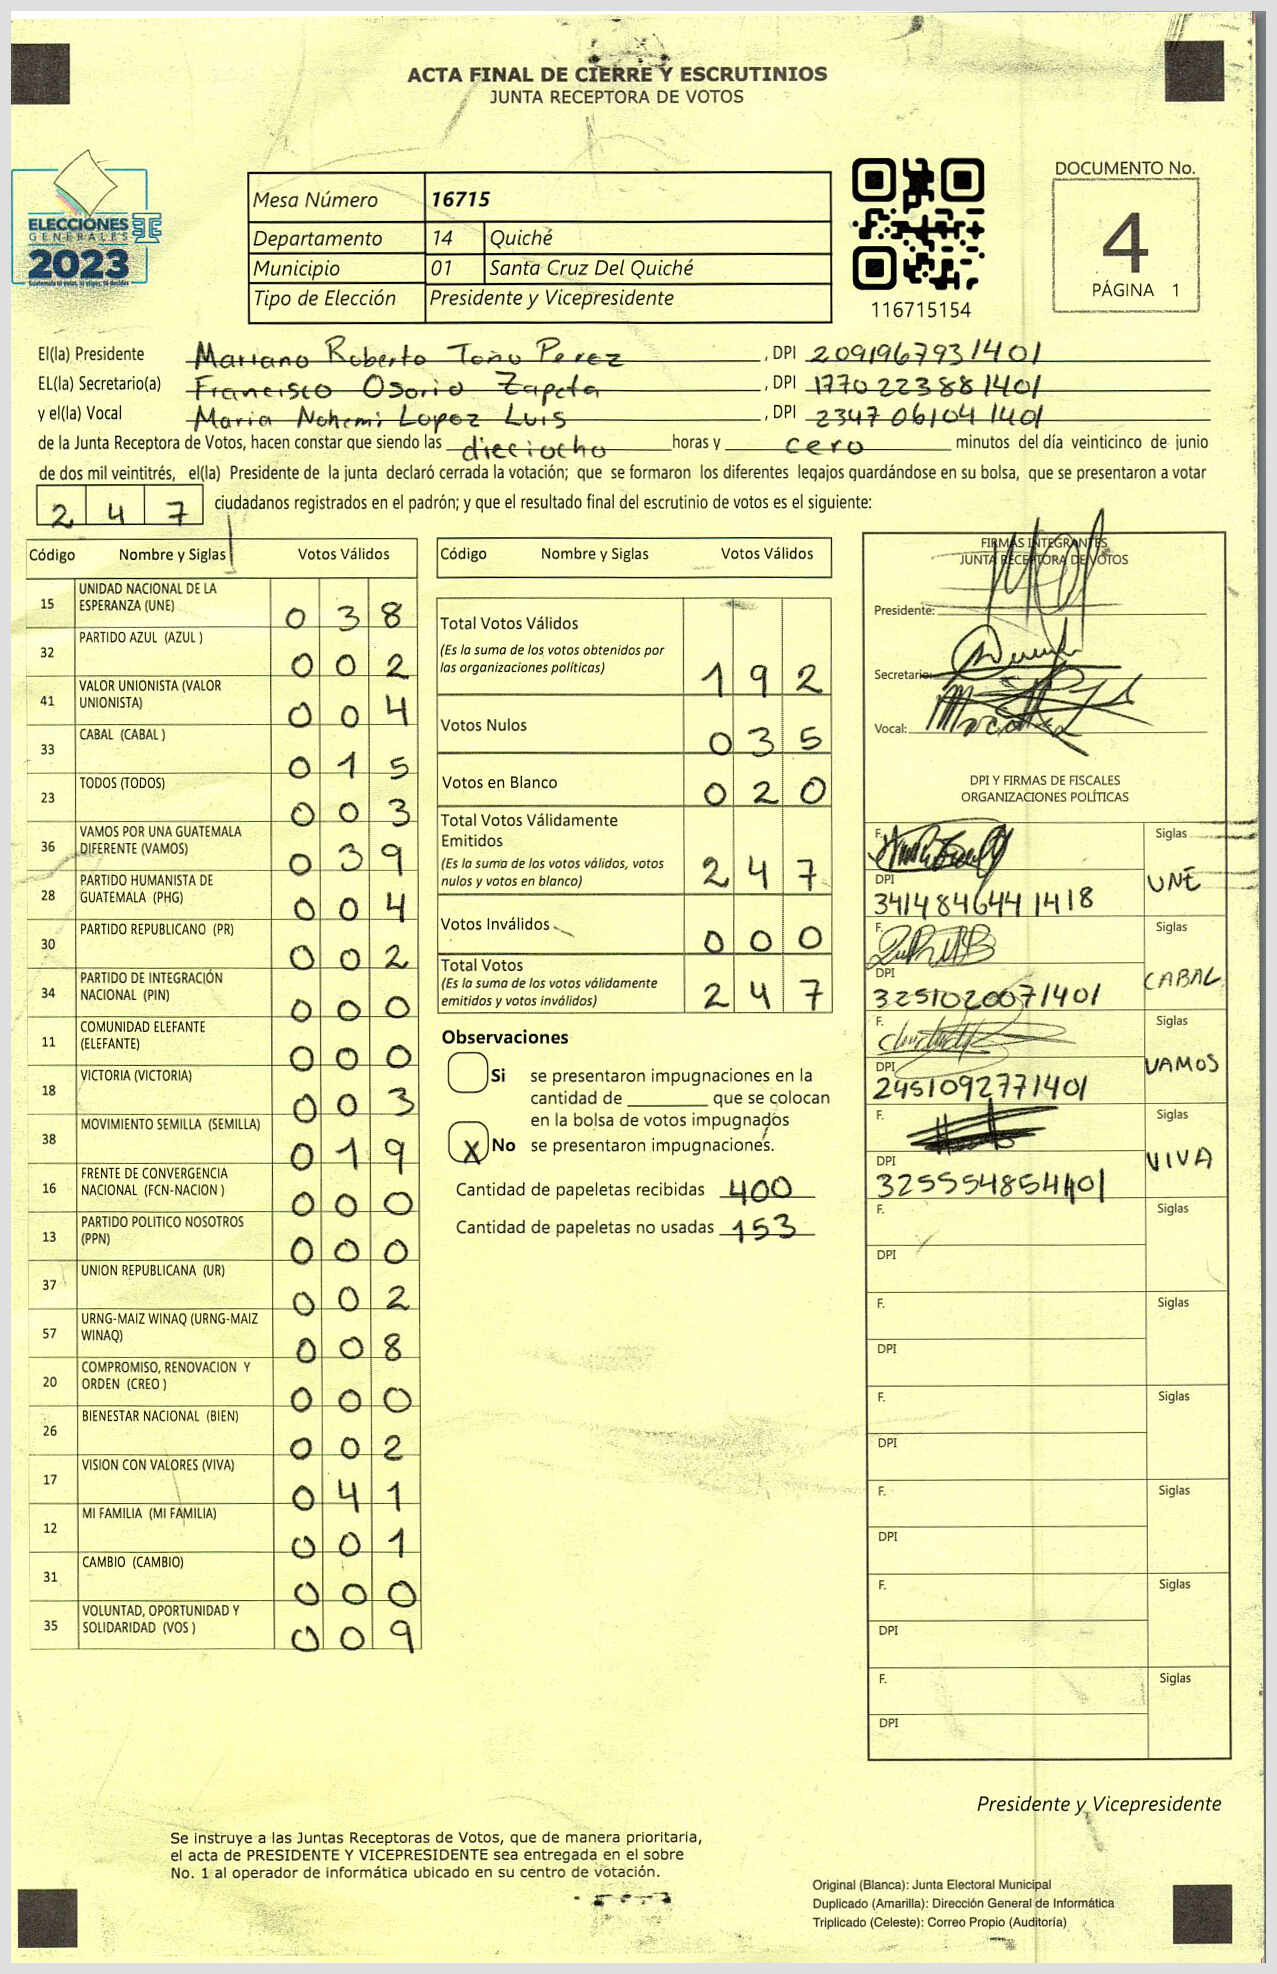 ACTA FINAL DE CIERRE Y ESCRUTINIOS
JUNTA RECEPTORA DE VOTOS
ELECCIONES
GENERALES
2023
Mesa Número 16715
Departamento 14 Quiché
Municipio 01 Santa Cruz Del Quiché
Tipo de Elección Presidente y Vicepresidente
116715154
DOCUMENTO No.
4
PÁGINA 1
El(la) Presidente Mariano Roberto Toño Perez , DPI 2091967931401
EL(la) Secretario(a) Francisco Osorio Zapeta , DPI 1770223881401
y el(la) Vocal Maria Nohemi Lopez Luis , DPI 2347061041401
de la Junta Receptora de Votos, hacen constar que siendo las dieciocho horas y cero minutos del día veinticinco de junio
de dos mil veintitrés, el(la) Presidente de la junta declaró cerrada la votación; que se formaron los diferentes legajos quardándose en su bolsa, que se presentaron a votar
247 ciudadanos registrados en el padrón; y que el resultado final del escrutinio de votos es el siguiente:
Código Nombre y Siglas Votos Válidos
15 UNIDAD NACIONAL DE LA ESPERANZA (UNE) 038
32 PARTIDO AZUL (AZUL ) 002
41 VALOR UNIONISTA (VALOR UNIONISTA) 004
33 CABAL (CABAL ) 015
23 TODOS (TODOS) 003
36 VAMOS POR UNA GUATEMALA DIFERENTE (VAMOS) 039
28 PARTIDO HUMANISTA DE GUATEMALA (PHG) 004
30 PARTIDO REPUBLICANO (PR) 002
34 PARTIDO DE INTEGRACIÓN NACIONAL (PIN) 000
11 COMUNIDAD ELEFANTE (ELEFANTE) 000
18 VICTORIA (VICTORIA) 003
38 MOVIMIENTO SEMILLA (SEMILLA) 019
16 FRENTE DE CONVERGENCIA NACIONAL (FCN-NACION ) 000
13 PARTIDO POLITICO NOSOTROS (PPN) 000
37 UNION REPUBLICANA (UR) 002
57 URNG-MAIZ WINAQ (URNG-MAIZ WINAQ) 008
20 COMPROMISO, RENOVACION Y ORDEN (CREO ) 000
26 BIENESTAR NACIONAL (BIEN) 002
17 VISION CON VALORES (VIVA) 041
12 MI FAMILIA (MI FAMILIA) 001
31 CAMBIO (CAMBIO) 000
35 VOLUNTAD, OPORTUNIDAD Y SOLIDARIDAD (VOS ) 009
Código Nombre y Siglas Votos Válidos
Total Votos Válidos 192
(Es la suma de los votos obtenidos por
las organizaciones políticas)
Votos Nulos 035
Votos en Blanco 020
Total Votos Válidamente
Emitidos 247
(Es la suma de los votos válidos, votos
nulos y votos en blanco)
Votos Inválidos 000
Total Votos 247
(Es la suma de los votos válidamente
emitidos y votos inválidos)
Observaciones
Si se presentaron impugnaciones en la
cantidad de ________ que se colocan
en la bolsa de votos impugnados
X No se presentaron impugnaciones.
Cantidad de papeletas recibidas 400
Cantidad de papeletas no usadas 153
FIRMAS INTEGRANTES
JUNTA RECEPTORA DE VOTOS
Presidente:
Secretario:
Vocal:
DPI Y FIRMAS DE FISCALES
ORGANIZACIONES POLÍTICAS
F. Siglas
DPI UNE
3414846441418
F. Siglas
DPI CABAL
3251020071401
F. Siglas
DPI VAMOS
2451092771401
F. Siglas
DPI VIVA
F. Siglas
DPI
F. Siglas
DPI
F. Siglas
DPI
F. Siglas
DPI
F. Siglas
DPI
F. Siglas
DPI
Presidente y Vicepresidente
Se instruye a las Juntas Receptoras de Votos, que de manera prioritaria,
el acta de PRESIDENTE Y VICEPRESIDENTE sea entregada en el sobre
No. 1 al operador de informática ubicado en su centro de votación.
Original (Blanca): Junta Electoral Municipal
Duplicado (Amarilla): Dirección General de Informática
Triplicado (Celeste): Correo Propio (Auditoría)